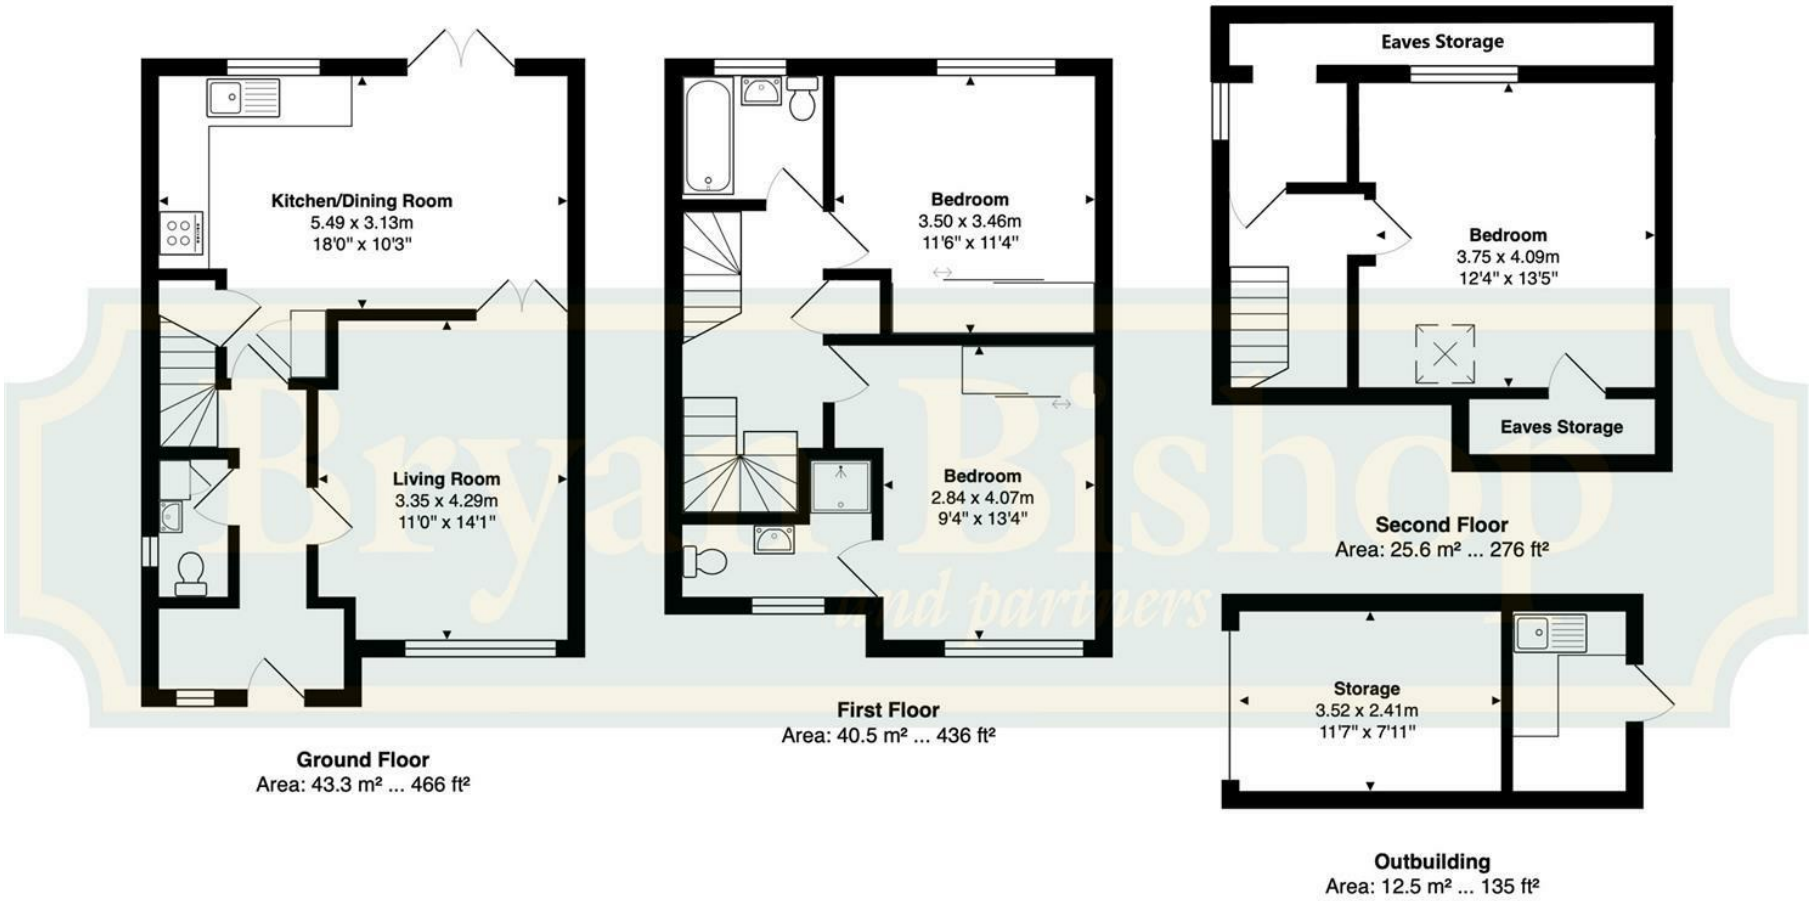 Kitchen/Dining Room
5.49 x 3.13m
18'0" x 10'3"
Living Room
3.35 x 4.29m
11'0" x 14'1"
Ground Floor
Area: 43.3 m² ... 466 ft²
Bedroom
3.50 x 3.46m
11'6" x 11'4"
Bedroom
2.84 x 4.07m
9'4" x 13'4"
First Floor
Area: 40.5 m² ... 436 ft²
Eaves Storage
Bedroom
3.75 x 4.09m
12'4" x 13'5"
Eaves Storage
Second Floor
Area: 25.6 m² ... 276 ft²
Storage
3.52 x 2.41m
11'7" x 7'11"
Outbuilding
Area: 12.5 m² ... 135 ft²
Bryan Bishop
and partners